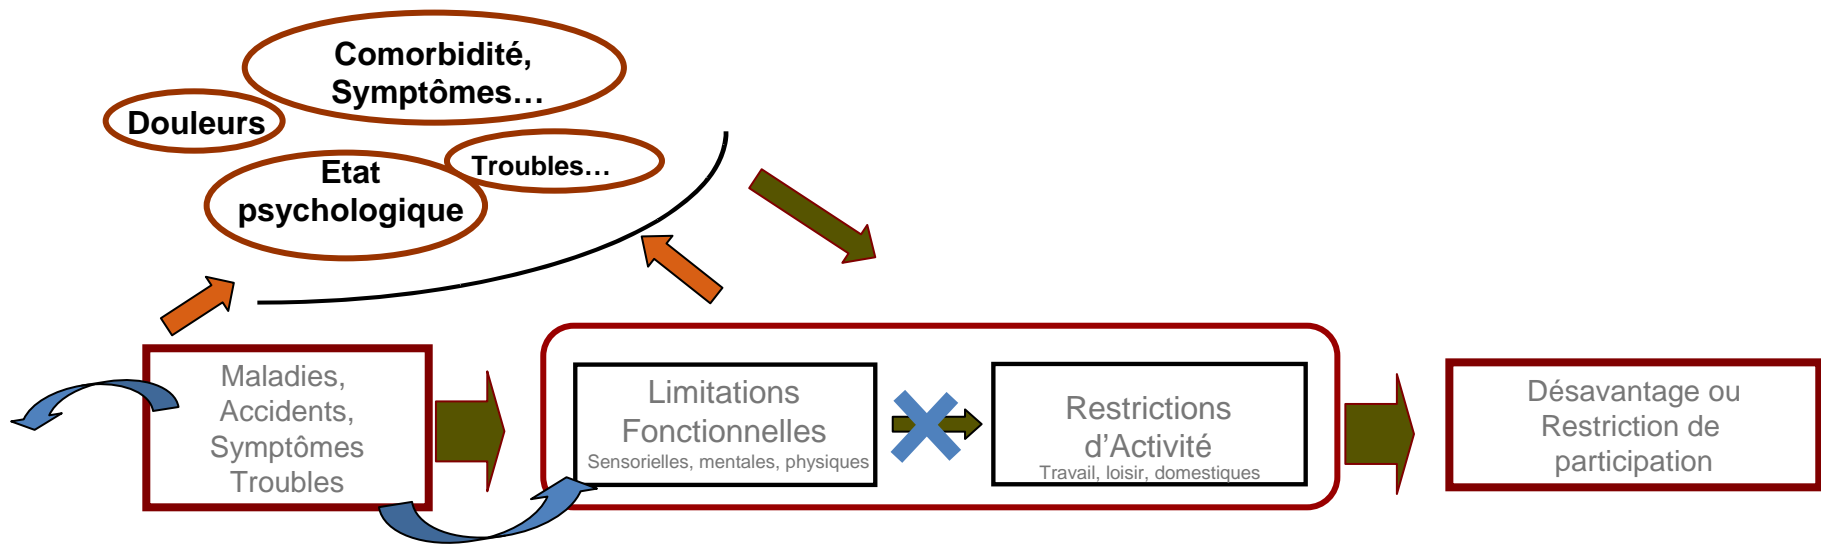 Comorbidité,
Symptômes…
Douleurs
Troubles…
Etat
psychologique
Maladies,
Accidents,
Symptômes
Troubles
Limitations
Fonctionnelles
Sensorielles, mentales, physiques
Restrictions
d’Activité
Travail, loisir, domestiques
Désavantage ou
Restriction de
participation